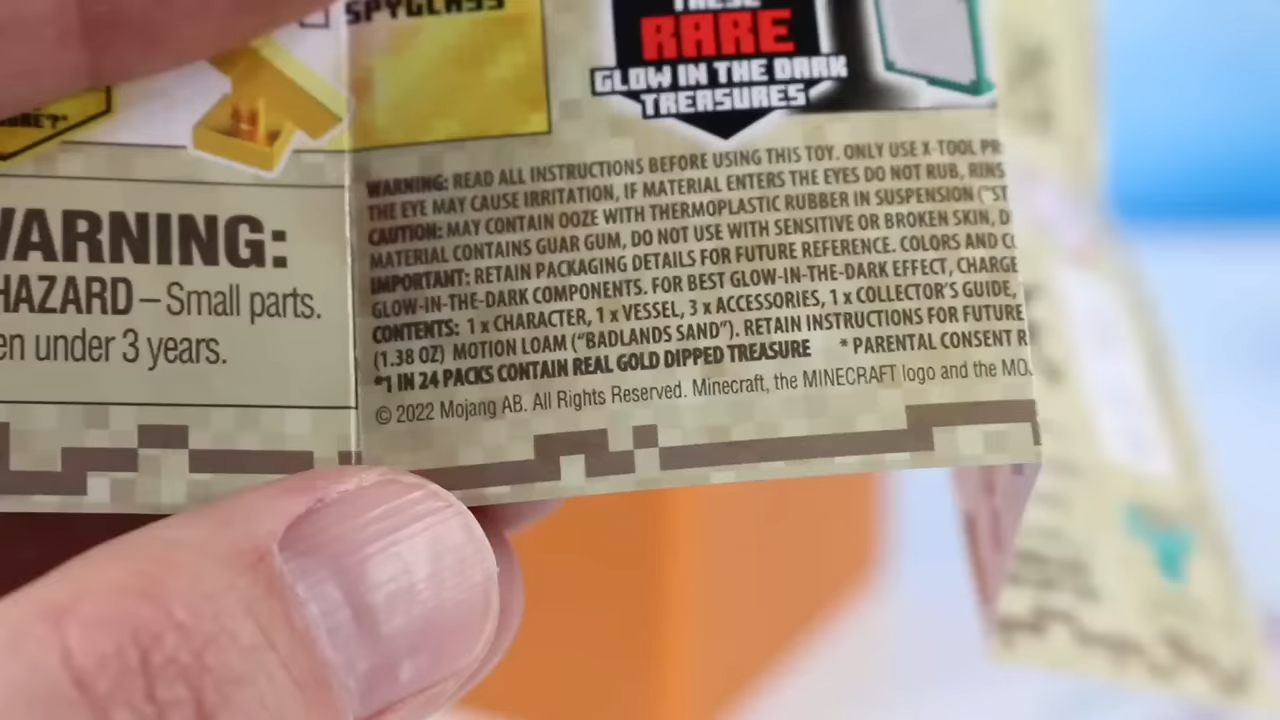 SPYGLASS
THESE
RARE
GLOW IN THE DARK
TREASURES
WARNING:
HAZARD – Small parts.
en under 3 years.
WARNING: READ ALL INSTRUCTIONS BEFORE USING THIS TOY. ONLY USE X-TOOL PR
THE EYE MAY CAUSE IRRITATION, IF MATERIAL ENTERS THE EYES DO NOT RUB, RINS
CAUTION: MAY CONTAIN OOZE WITH THERMOPLASTIC RUBBER IN SUSPENSION ("ST
MATERIAL CONTAINS GUAR GUM, DO NOT USE WITH SENSITIVE OR BROKEN SKIN, D
IMPORTANT: RETAIN PACKAGING DETAILS FOR FUTURE REFERENCE. COLORS AND CO
GLOW-IN-THE-DARK COMPONENTS. FOR BEST GLOW-IN-THE-DARK EFFECT, CHARGE
CONTENTS: 1 x CHARACTER, 1 x VESSEL, 3 x ACCESSORIES, 1 x COLLECTOR'S GUIDE,
(1.38 OZ) MOTION LOAM ("BADLANDS SAND"). RETAIN INSTRUCTIONS FOR FUTURE
*1 IN 24 PACKS CONTAIN REAL GOLD DIPPED TREASURE * PARENTAL CONSENT R
© 2022 Mojang AB. All Rights Reserved. Minecraft, the MINECRAFT logo and the MO